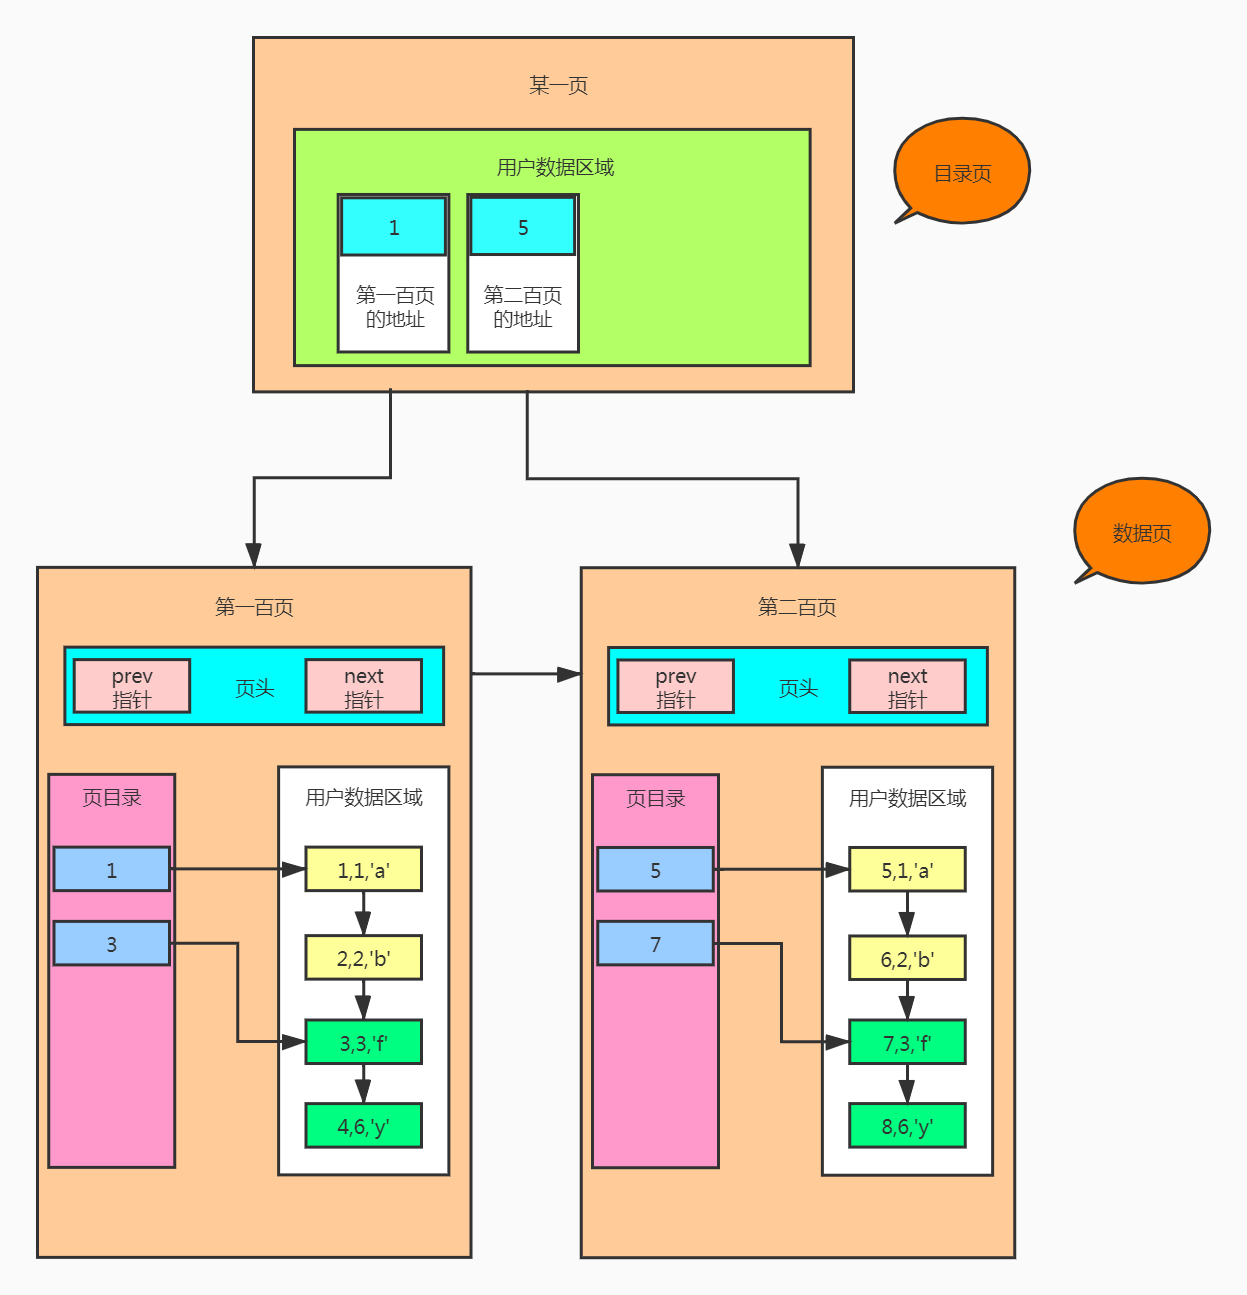 某一页
用户数据区域
1
5
第一百页
的地址
第二百页
的地址
目录页
数据页
第一百页
prev
指针
页头
next
指针
页目录
1
3
用户数据区域
1,1,'a'
2,2,'b'
3,3,'f'
4,6,'y'
第二百页
prev
指针
页头
next
指针
页目录
5
7
用户数据区域
5,1,'a'
6,2,'b'
7,3,'f'
8,6,'y'